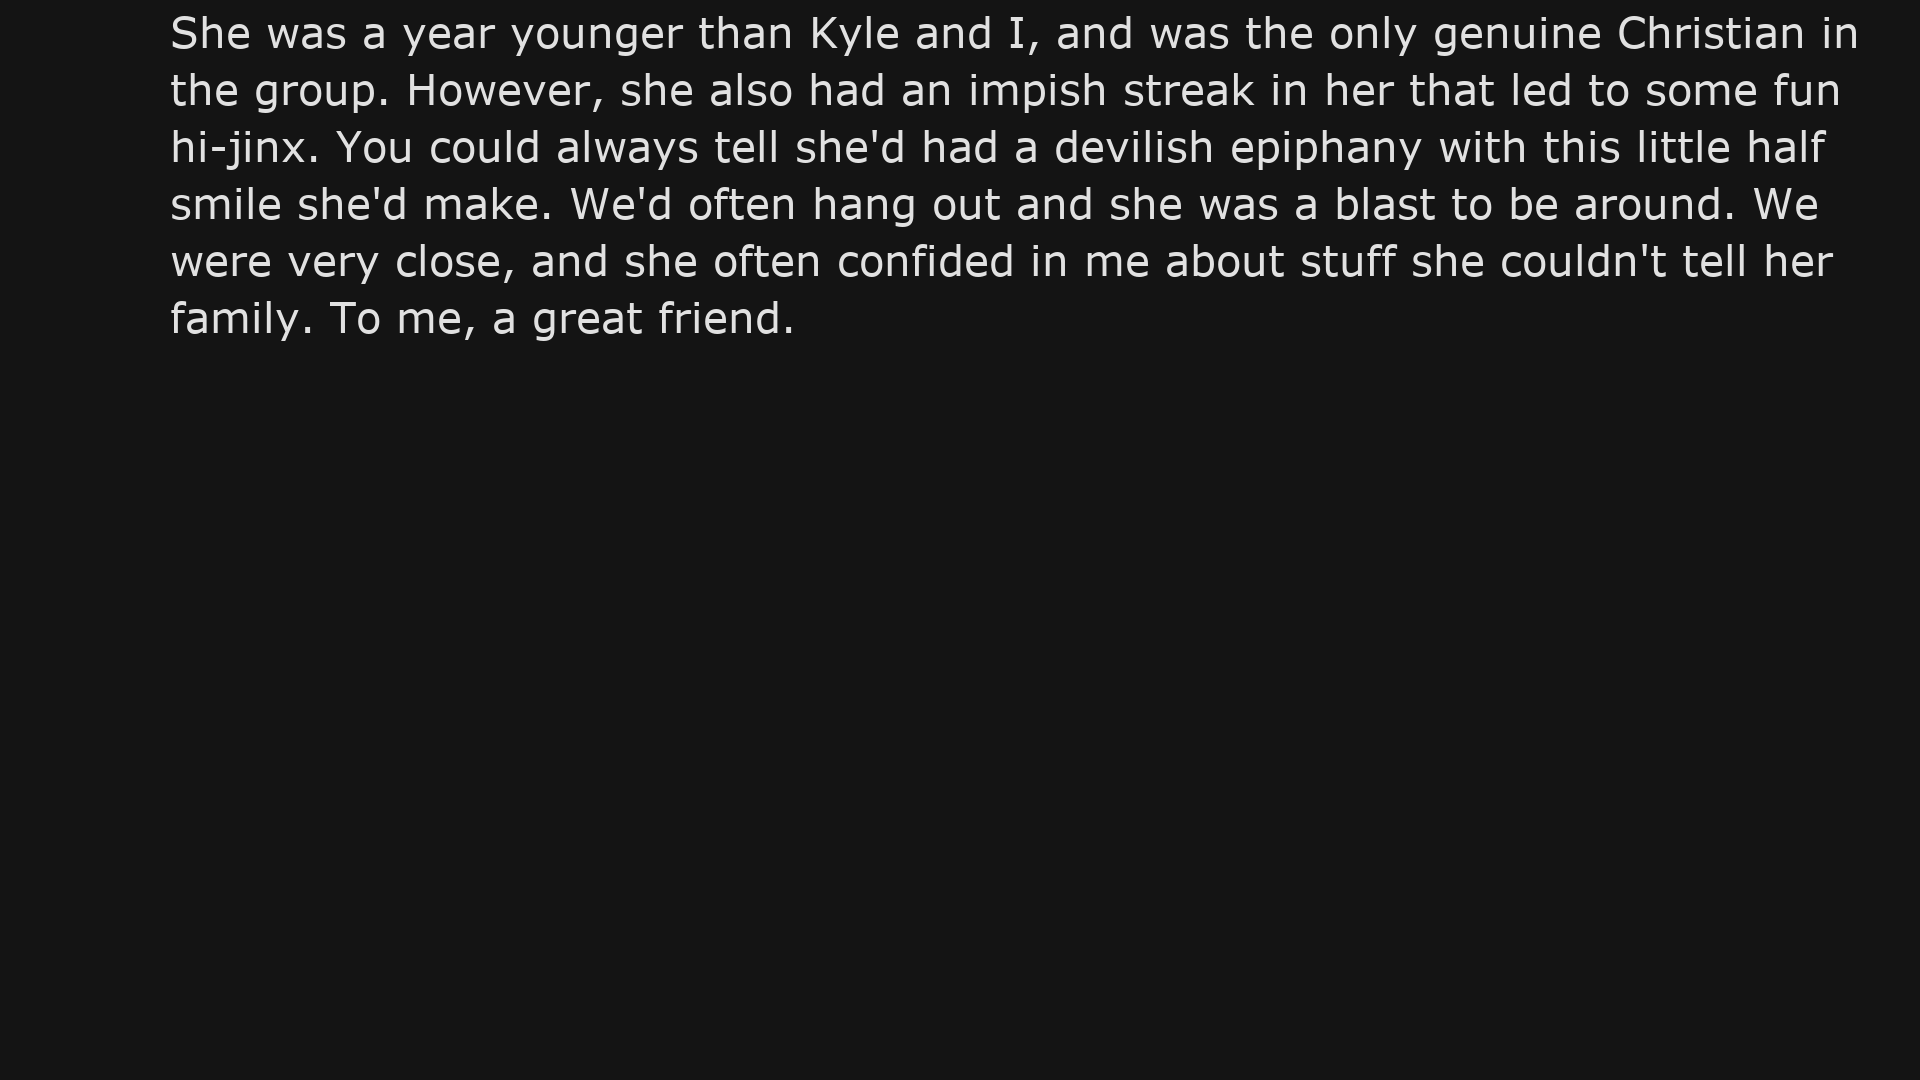 She was a year younger than Kyle and I, and was the only genuine Christian in
the group. However, she also had an impish streak in her that led to some fun
hi-jinx. You could always tell she'd had a devilish epiphany with this little half
smile she'd make. We'd often hang out and she was a blast to be around. We
were very close, and she often confided in me about stuff she couldn't tell her
family. To me, a great friend.